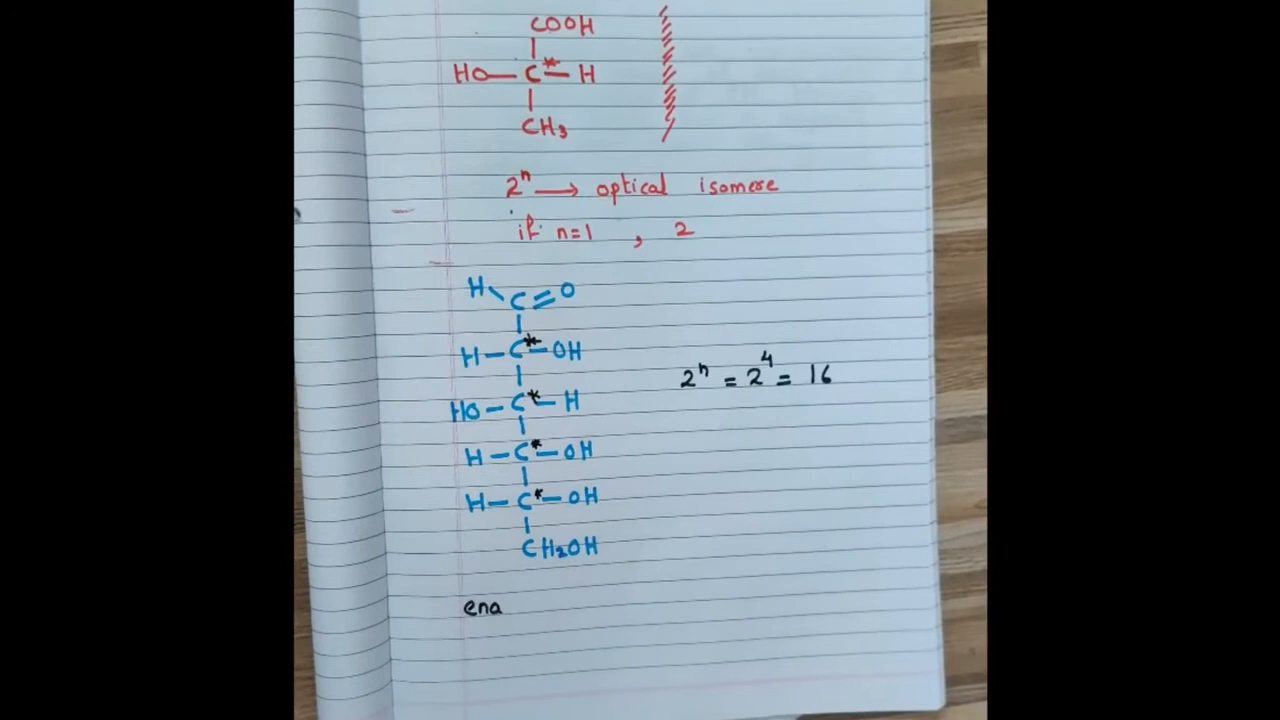 COOH
HO—C*—H
CH₃
2ⁿ → optical isomere
if n=1 , 2
H C=O
H—C*—OH
2ⁿ = 2⁴ = 16
HO—C*—H
H—C*—OH
H—C*—OH
CH₂OH
ena